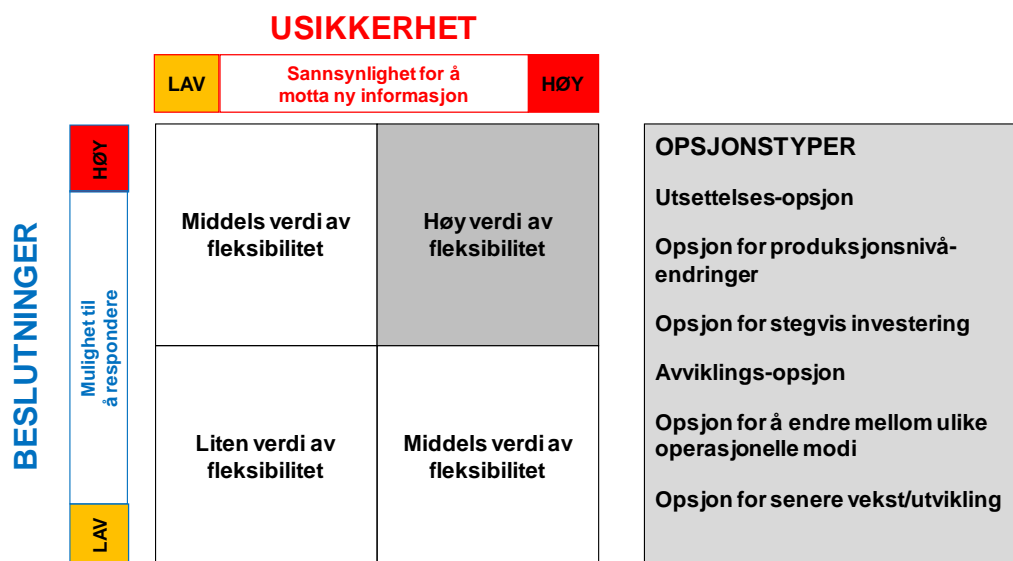 USIKKERHET
LAV
Sannsynlighet for å
motta ny informasjon
HØY
BESLUTNINGER
HØY
Mulighet til
å respondere
LAV
Middels verdi av
fleksibilitet
Høy verdi av
fleksibilitet
Liten verdi av
fleksibilitet
Middels verdi av
fleksibilitet
OPSJONSTYPER
Utsettelses-opsjon
Opsjon for produksjonsnivå-
endringer
Opsjon for stegvis investering
Avviklings-opsjon
Opsjon for å endre mellom ulike
operasjonelle modi
Opsjon for senere vekst/utvikling